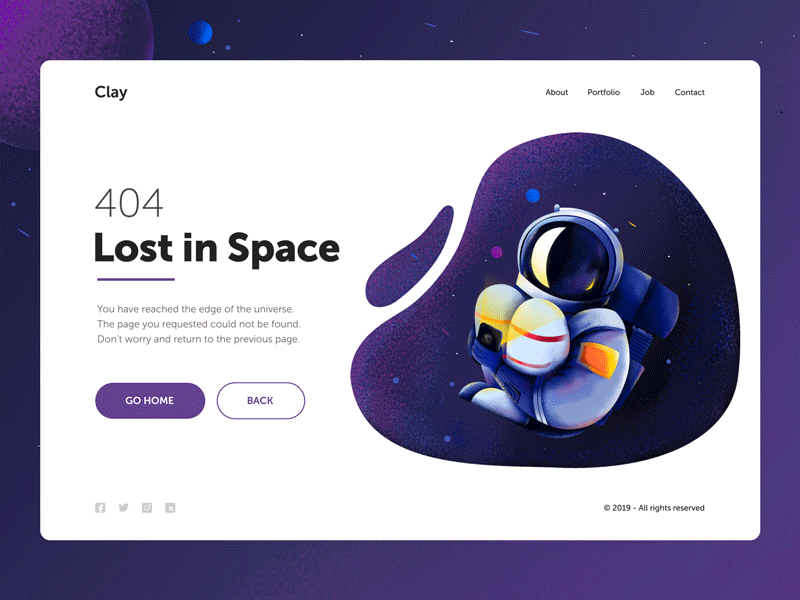 Clay
About Portfolio Job Contact
404
Lost in Space
You have reached the edge of the universe.
The page you requested could not be found.
Don't worry and return to the previous page.
GO HOME BACK
© 2019 - All rights reserved